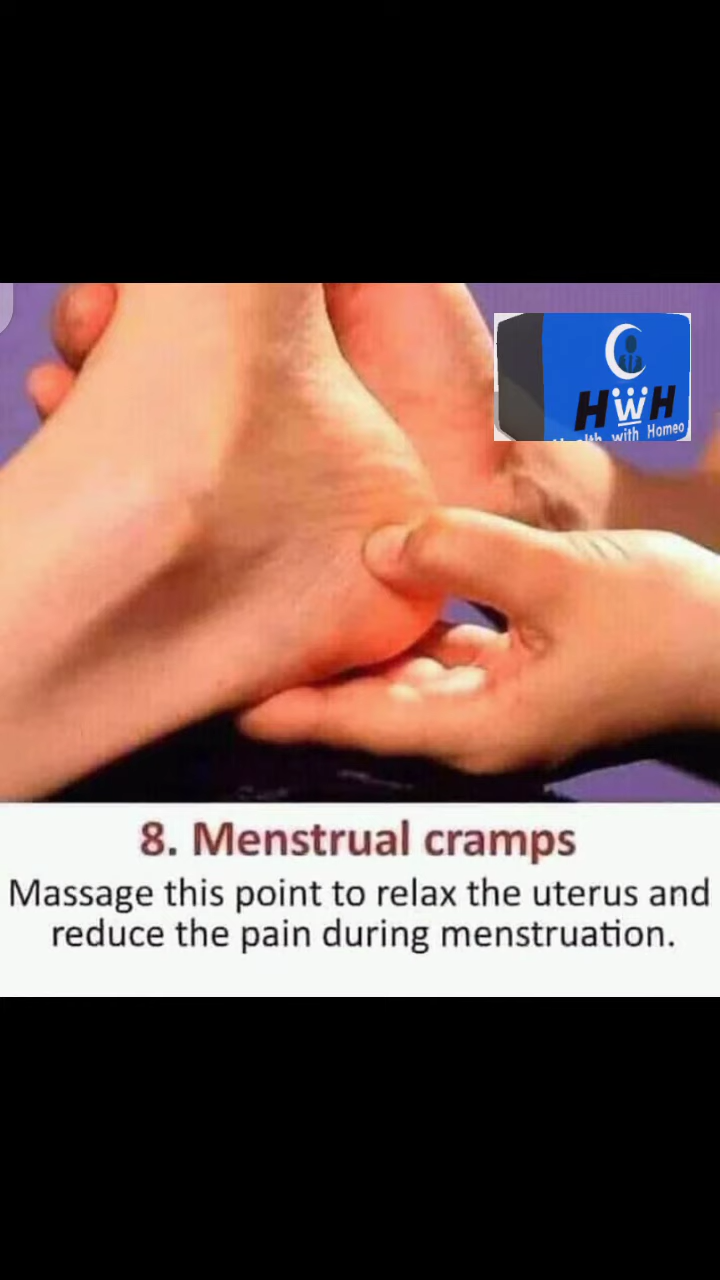 HWH
Health with Homeo
8. Menstrual cramps
Massage this point to relax the uterus and
reduce the pain during menstruation.